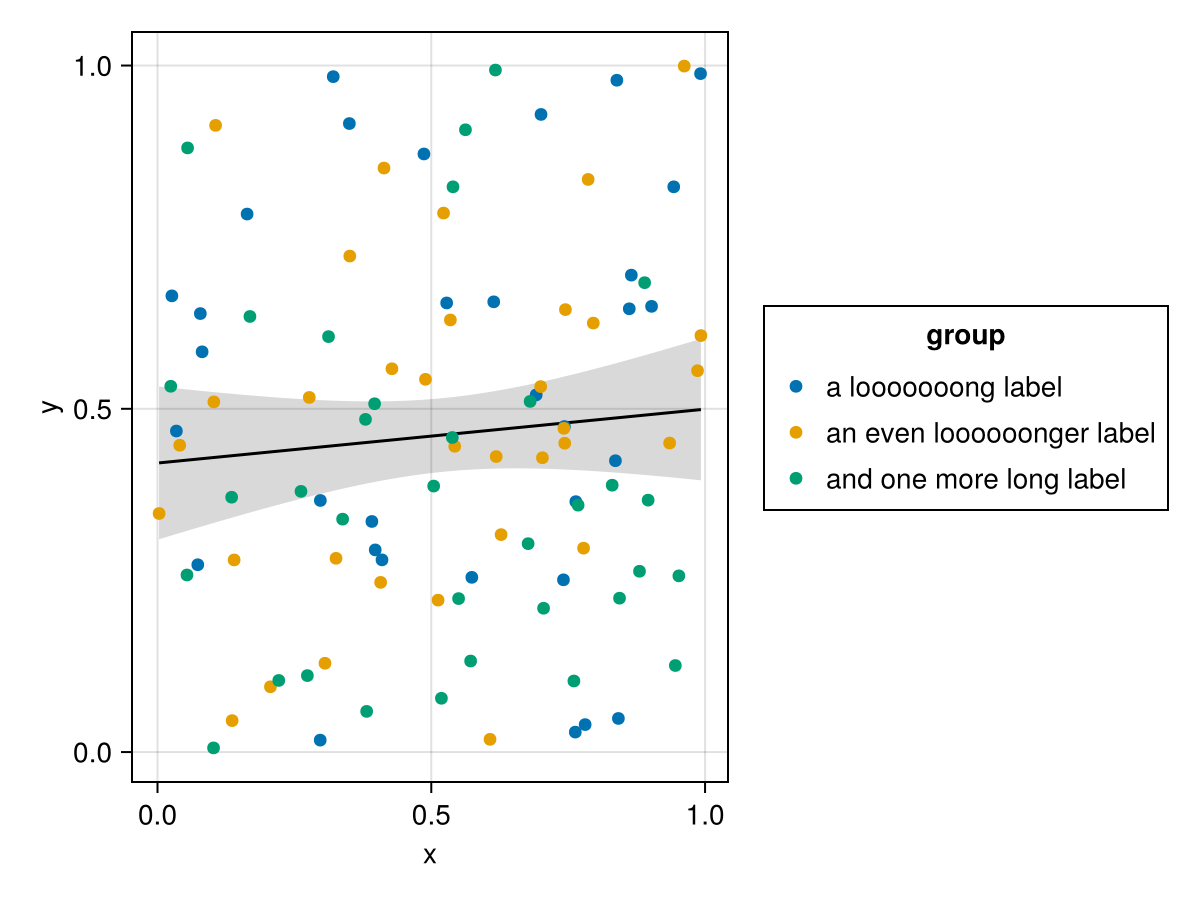 1.0
0.5
0.0
y
0.0 0.5 1.0
x
group
a looooooong label
an even loooooonger label
and one more long label